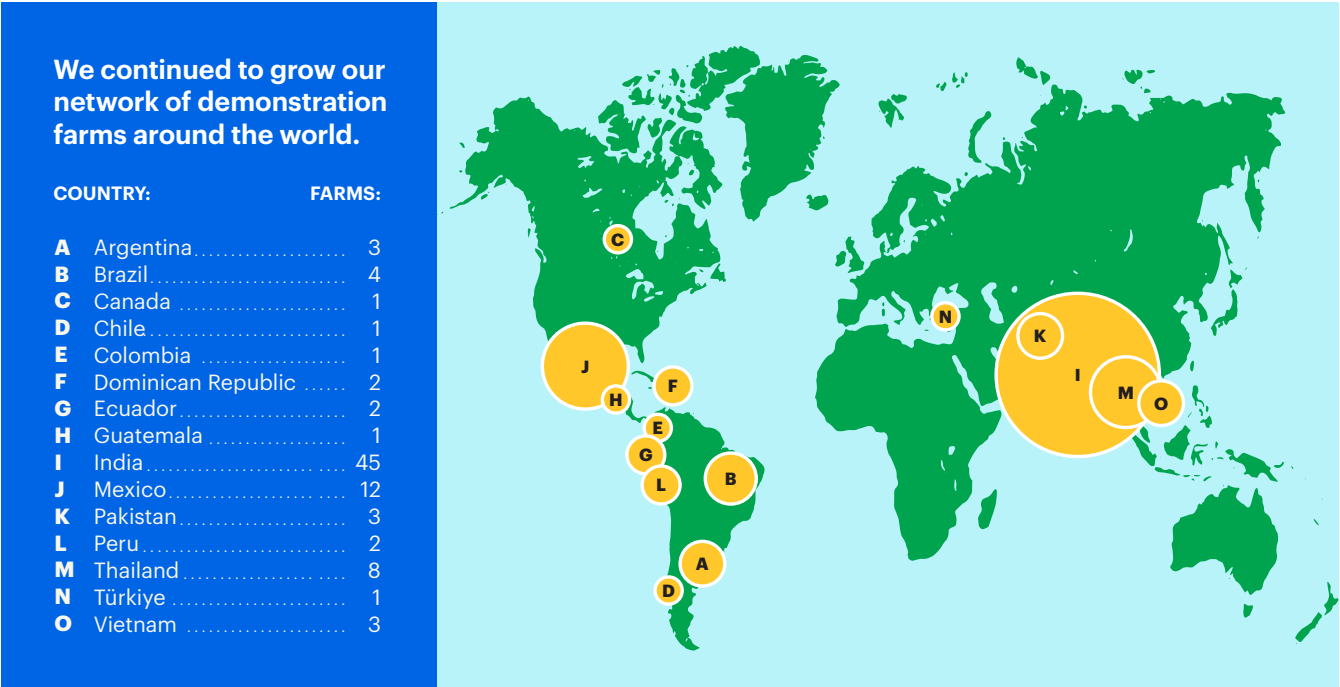 We continued to grow our
network of demonstration
farms around the world.
COUNTRY: FARMS:
A Argentina 3
B Brazil 4
C Canada 1
D Chile 1
E Colombia 1
F Dominican Republic 2
G Ecuador 2
H Guatemala 1
I India 45
J Mexico 12
K Pakistan 3
L Peru 2
M Thailand 8
N Türkiye 1
O Vietnam 3
C
N
K
J
I
F
M
H
O
E
G
B
L
A
D